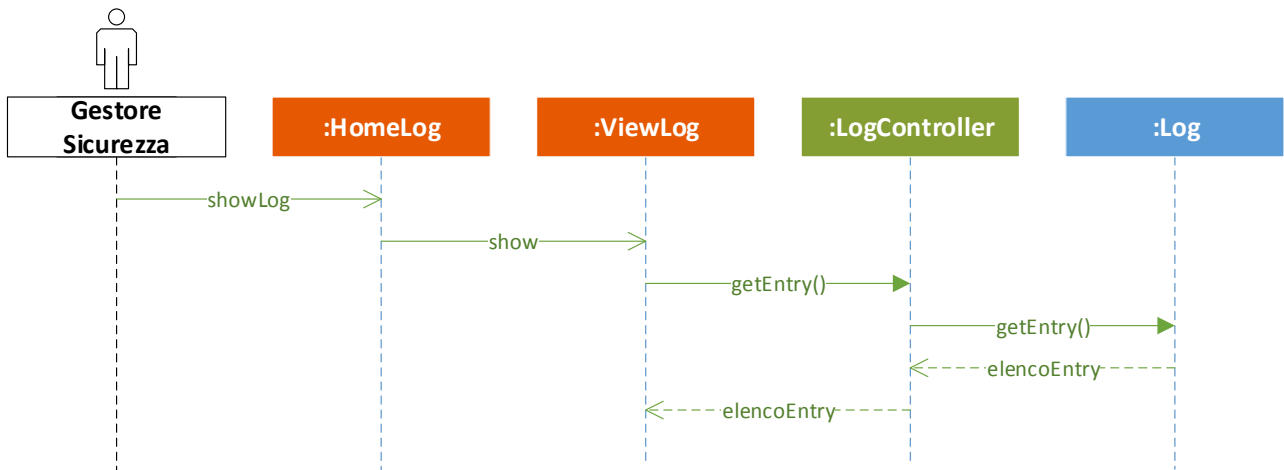 Gestore
Sicurezza
:HomeLog
:ViewLog
:LogController
:Log
showLog
show
getEntry()
getEntry()
elencoEntry
elencoEntry